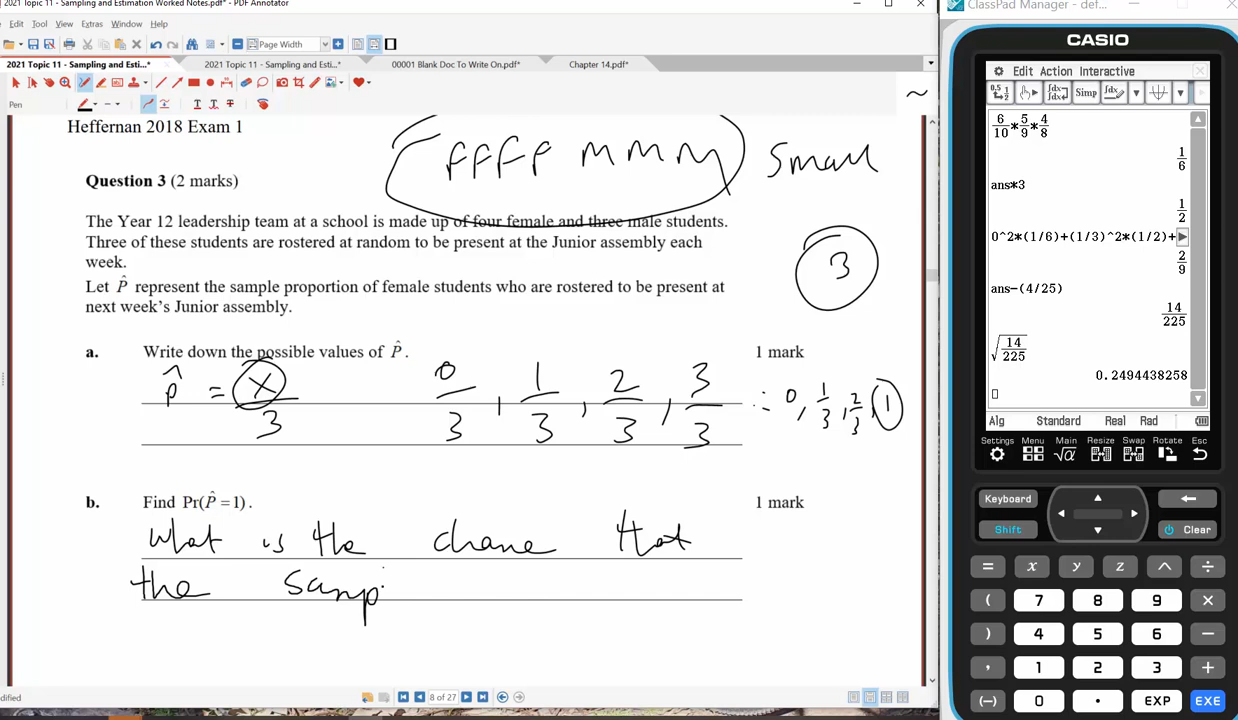 2021 Topic 11 - Sampling and Estimation Worked Notes.pdf* - PDF Annotator
Edit Tool View Extras Window Help
Page Width
2021 Topic 11 - Sampling and Esti...*
2021 Topic 11 - Sampling and Esti...*
00001 Blank Doc To Write On.pdf*
Chapter 14.pdf*
Pen
Heffernan 2018 Exam 1
FFFF MMM
Small
Question 3 (2 marks)
The Year 12 leadership team at a school is made up of four female and three male students.
Three of these students are rostered at random to be present at the Junior assembly each
week.
3
Let P̂ represent the sample proportion of female students who are rostered to be present at
next week's Junior assembly.
a. Write down the possible values of P̂. 1 mark
p̂ = X/3 0/3, 1/3, 2/3, 3/3 ∴ 0, 1/3, 2/3, 1
b. Find Pr(P̂ = 1). 1 mark
what is the chane that
the samp
8 of 27
dified
ClassPad Manager - def...
CASIO
Edit Action Interactive
Simp
6/10*5/9*4/8
1/6
ans*3
1/2
0^2*(1/6)+(1/3)^2*(1/2)+
2/9
ans-(4/25)
14/225
√14/225
0.2494438258
Alg Standard Real Rad
Settings Menu Main Resize Swap Rotate Esc
Keyboard
Shift
Clear
= x y z ^ ÷
( 7 8 9 ×
) 4 5 6 −
, 1 2 3 +
(−) 0 . EXP EXE